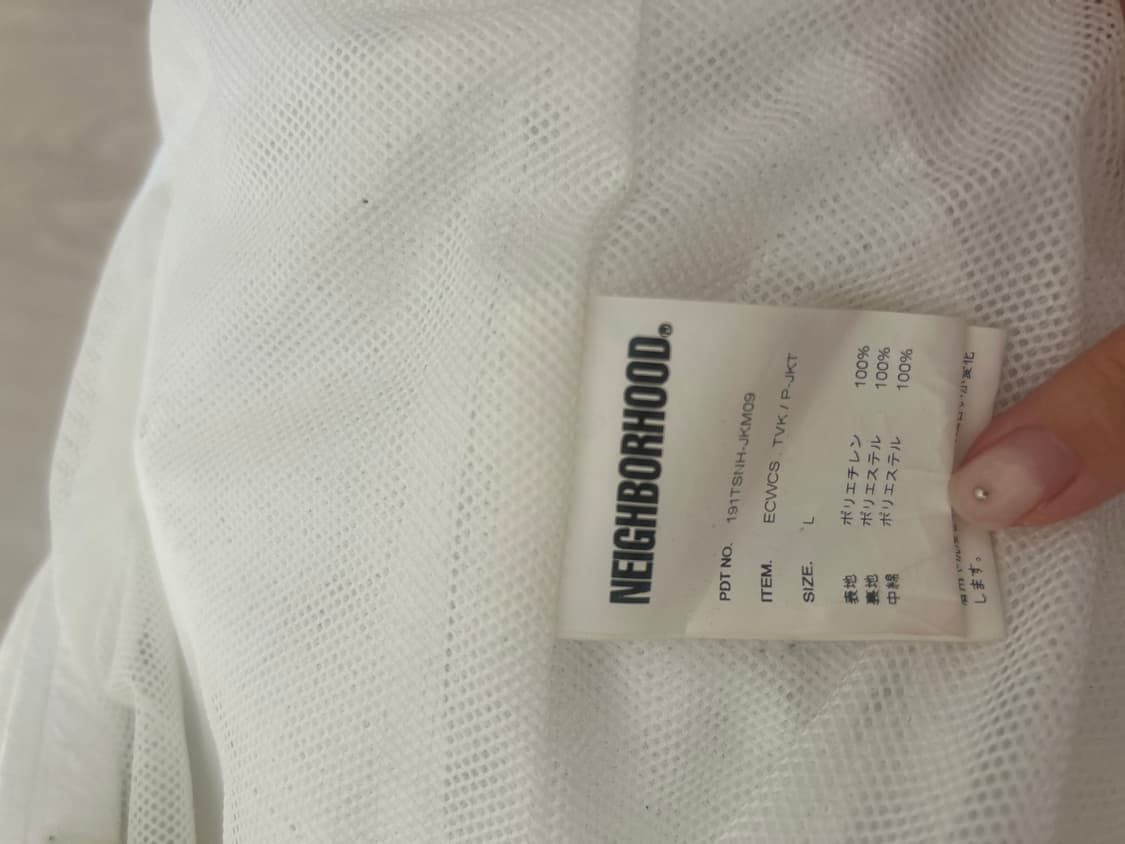 NEIGHBORHOOD®
PDT NO. 191TSNH-JKM09
ITEM. ECWCS . TVK / P-JKT
SIZE. L
表地 ポリエチレン 100%
裏地 ポリエステル 100%
中綿 ポリエステル 100%
します。